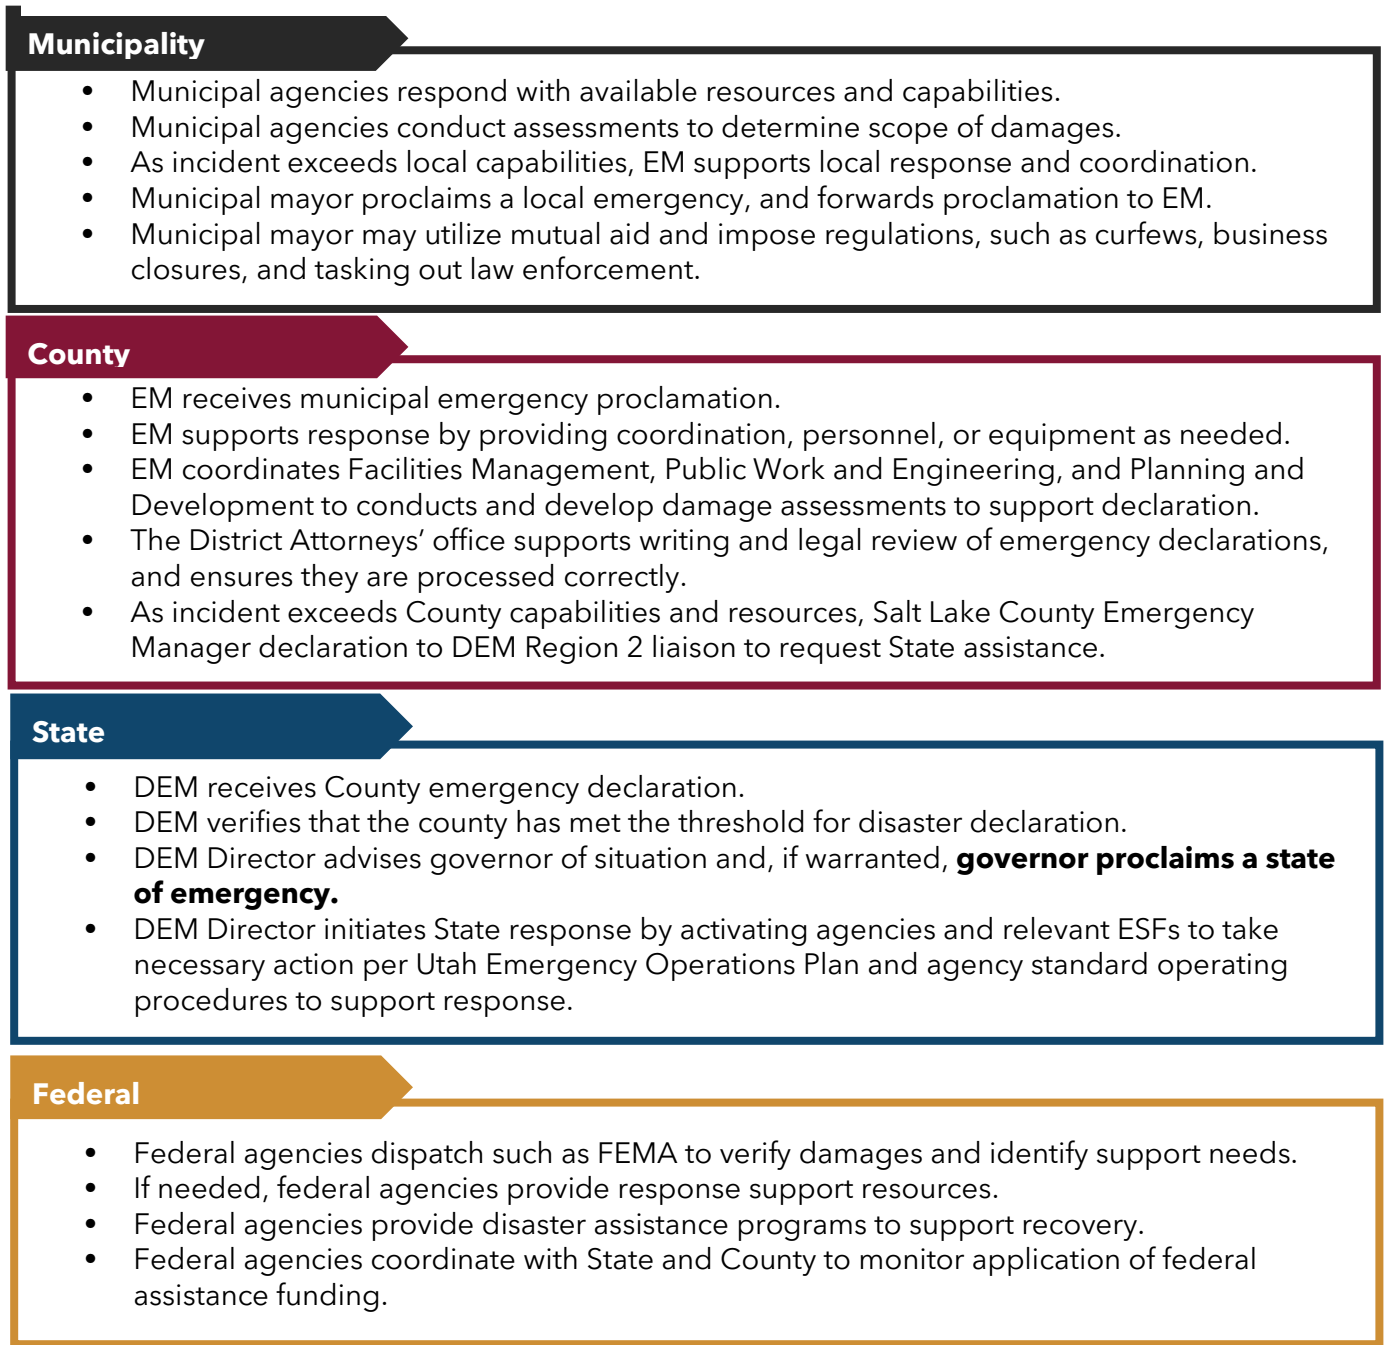 Municipality
• Municipal agencies respond with available resources and capabilities.
• Municipal agencies conduct assessments to determine scope of damages.
• As incident exceeds local capabilities, EM supports local response and coordination.
• Municipal mayor proclaims a local emergency, and forwards proclamation to EM.
• Municipal mayor may utilize mutual aid and impose regulations, such as curfews, business
closures, and tasking out law enforcement.
County
• EM receives municipal emergency proclamation.
• EM supports response by providing coordination, personnel, or equipment as needed.
• EM coordinates Facilities Management, Public Work and Engineering, and Planning and
Development to conducts and develop damage assessments to support declaration.
• The District Attorneys’ office supports writing and legal review of emergency declarations,
and ensures they are processed correctly.
• As incident exceeds County capabilities and resources, Salt Lake County Emergency
Manager declaration to DEM Region 2 liaison to request State assistance.
State
• DEM receives County emergency declaration.
• DEM verifies that the county has met the threshold for disaster declaration.
• DEM Director advises governor of situation and, if warranted, governor proclaims a state
of emergency.
• DEM Director initiates State response by activating agencies and relevant ESFs to take
necessary action per Utah Emergency Operations Plan and agency standard operating
procedures to support response.
Federal
• Federal agencies dispatch such as FEMA to verify damages and identify support needs.
• If needed, federal agencies provide response support resources.
• Federal agencies provide disaster assistance programs to support recovery.
• Federal agencies coordinate with State and County to monitor application of federal
assistance funding.